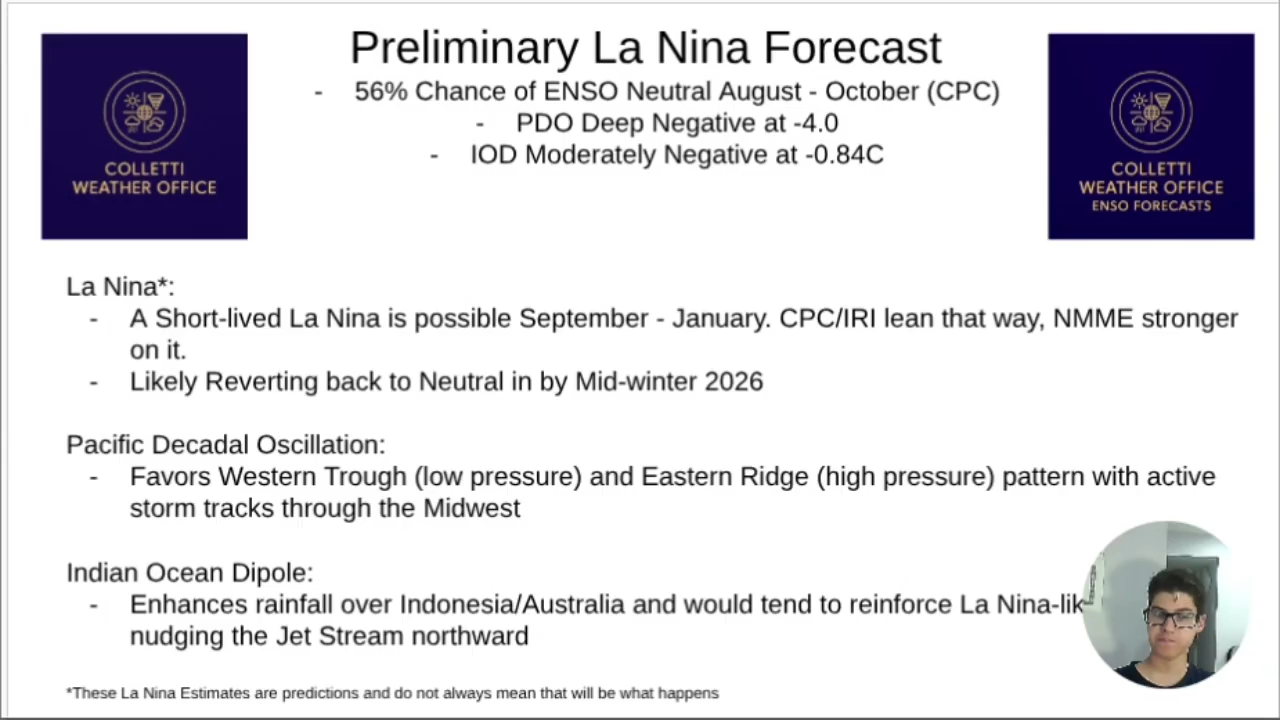 Preliminary La Nina Forecast
- 56% Chance of ENSO Neutral August - October (CPC)
- PDO Deep Negative at -4.0
- IOD Moderately Negative at -0.84C
COLLETTI
WEATHER OFFICE
COLLETTI
WEATHER OFFICE
ENSO FORECASTS
La Nina*:
- A Short-lived La Nina is possible September - January. CPC/IRI lean that way, NMME stronger
on it.
- Likely Reverting back to Neutral in by Mid-winter 2026
Pacific Decadal Oscillation:
- Favors Western Trough (low pressure) and Eastern Ridge (high pressure) pattern with active
storm tracks through the Midwest
Indian Ocean Dipole:
- Enhances rainfall over Indonesia/Australia and would tend to reinforce La Nina-lik
nudging the Jet Stream northward
*These La Nina Estimates are predictions and do not always mean that will be what happens